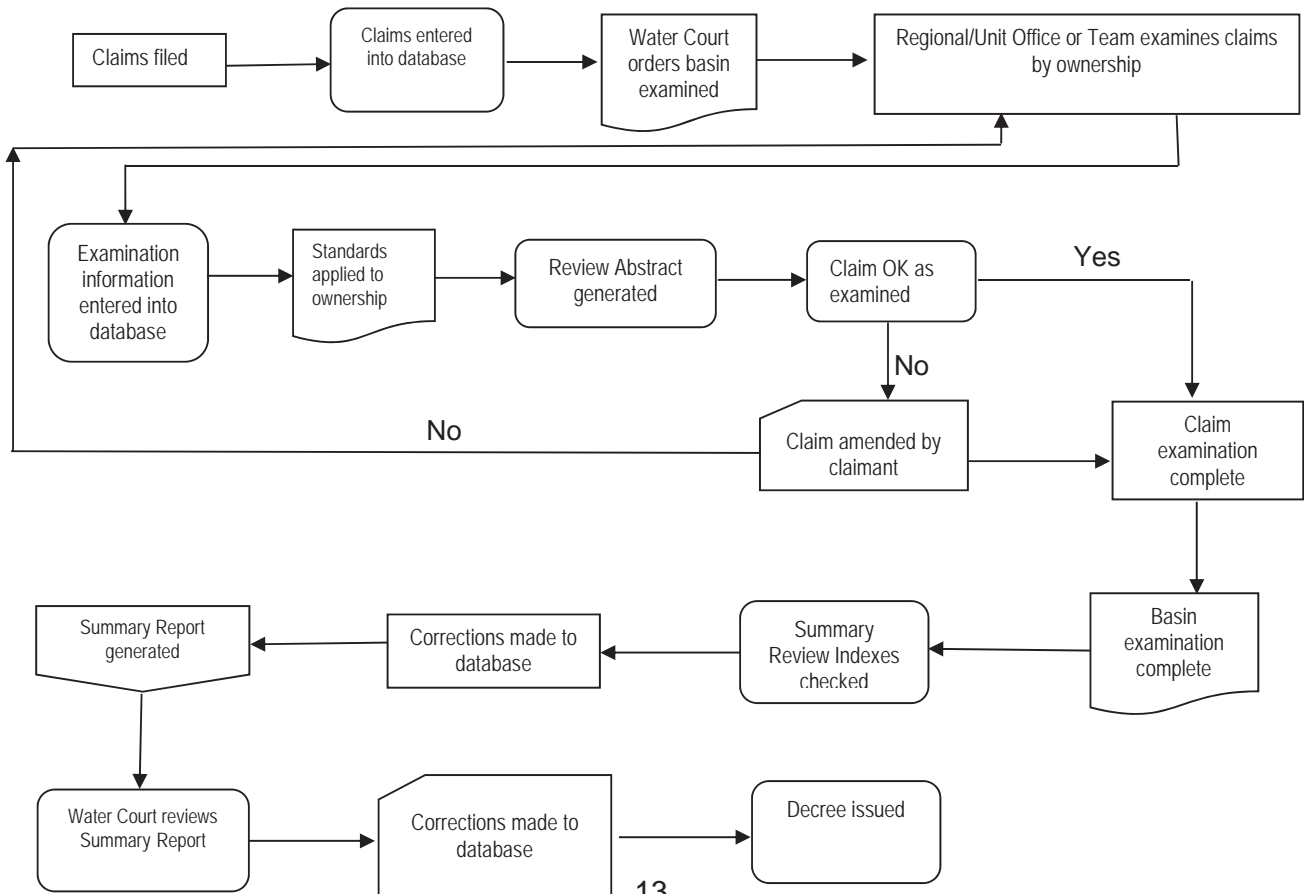 Claims filed
Claims entered
into database
Water Court
orders basin
examined
Regional/Unit Office or Team examines claims
by ownership
Examination
information
entered into
database
Standards
applied to
ownership
Review Abstract
generated
Claim OK as
examined
Yes
No
No
Claim amended by
claimant
Claim
examination
complete
Summary Report
generated
Corrections made to
database
Summary
Review Indexes
checked
Basin
examination
complete
Water Court reviews
Summary Report
Corrections made to
database
Decree issued
13